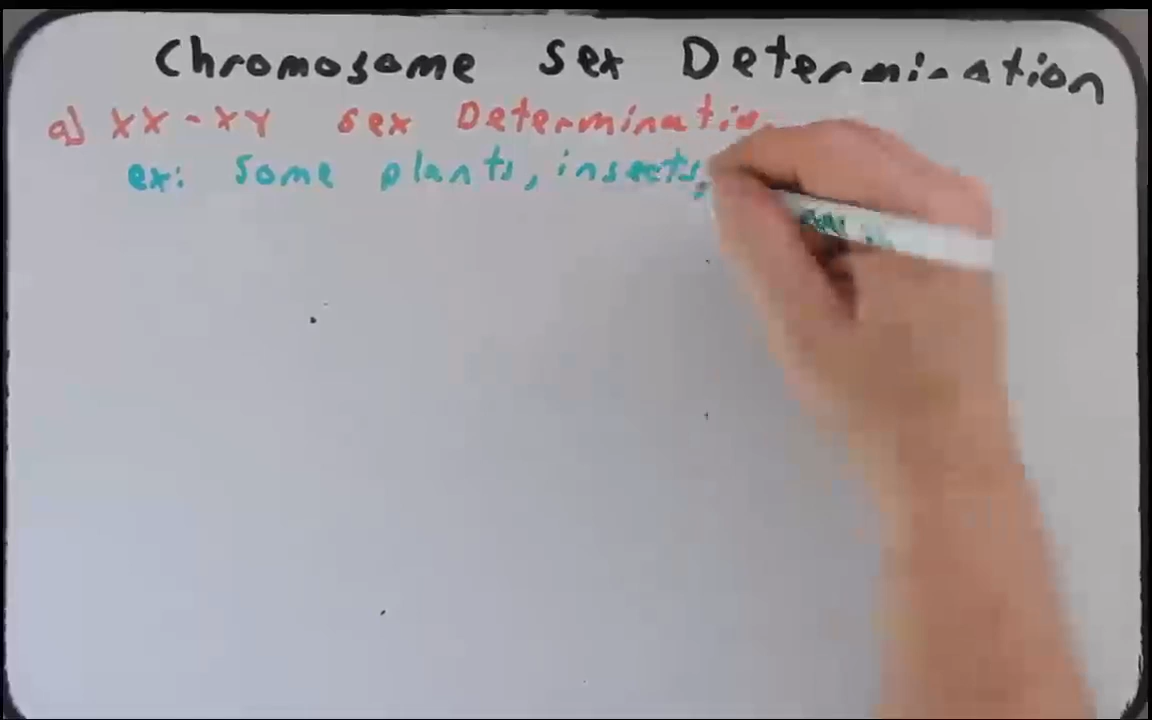 Chromosome Sex Determination
a) XX - XY sex Determination
ex: Some plants, insects,